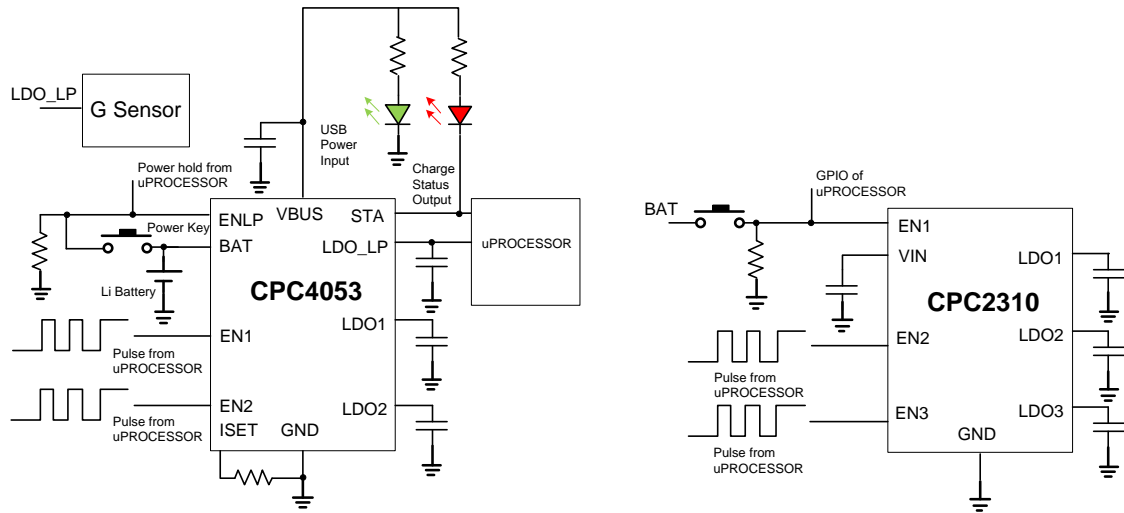 LDO_LP
G Sensor
USB
Power
Input
Charge
Status
Output
Power hold from
uPROCESSOR
ENLP
VBUS
STA
Power Key
BAT
LDO_LP
uPROCESSOR
Li Battery
CPC4053
LDO1
EN1
Pulse from
uPROCESSOR
EN2
LDO2
Pulse from
uPROCESSOR
ISET
GND
GPIO of
uPROCESSOR
BAT
EN1
VIN
LDO1
CPC2310
EN2
LDO2
Pulse from
uPROCESSOR
EN3
LDO3
GND
Pulse from
uPROCESSOR